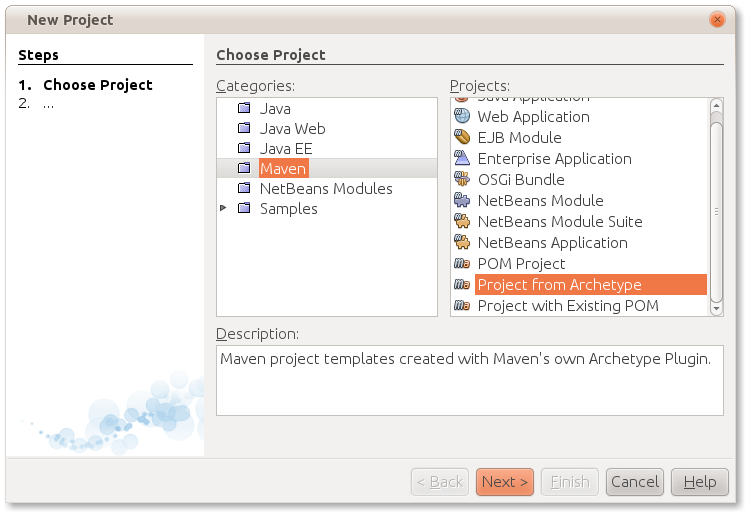 New Project
Steps
1. Choose Project
2. ...
Choose Project
Categories:
Java
Java Web
Java EE
Maven
NetBeans Modules
Samples
Projects:
Java Application
Web Application
EJB Module
Enterprise Application
OSGi Bundle
NetBeans Module
NetBeans Module Suite
NetBeans Application
POM Project
Project from Archetype
Project with Existing POM
Description:
Maven project templates created with Maven's own Archetype Plugin.
< Back
Next >
Finish
Cancel
Help